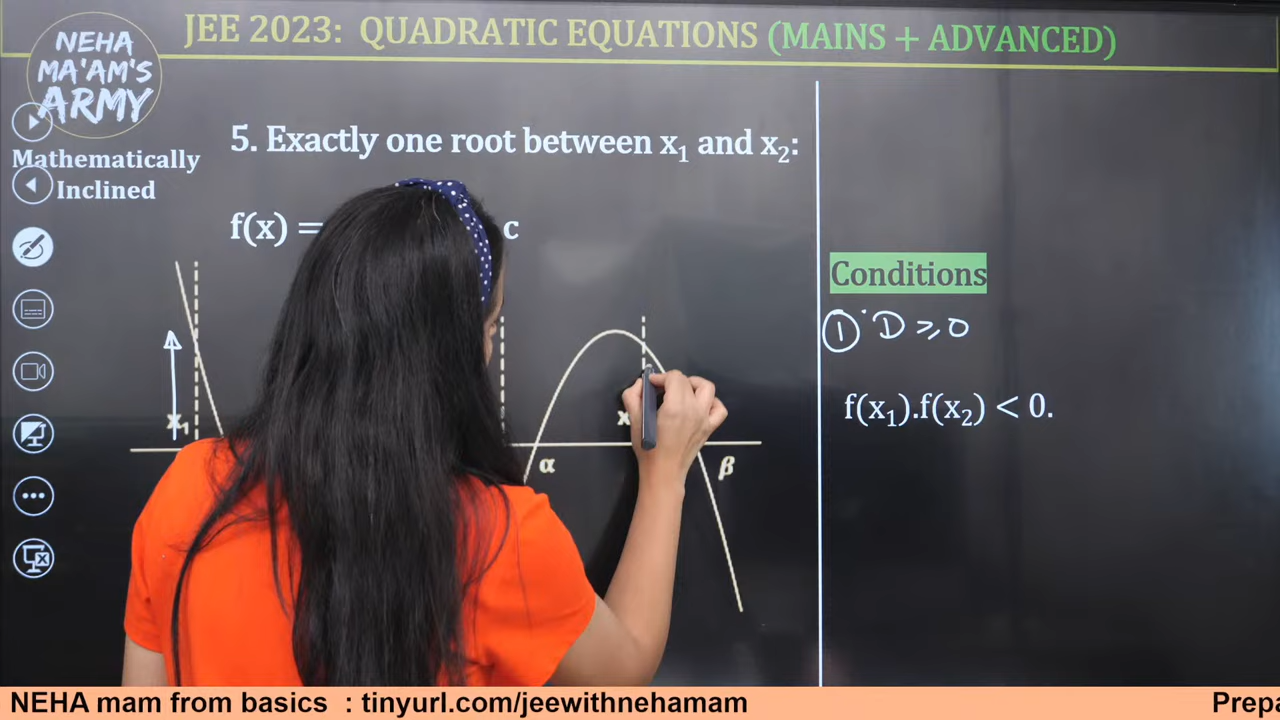 JEE 2023: QUADRATIC EQUATIONS (MAINS + ADVANCED)
NEHA
MA'AM'S
ARMY
Mathematically
Inclined
5. Exactly one root between x₁ and x₂:
f(x) = c
x₁
x
α
β
Conditions
① D ≥ 0
f(x₁).f(x₂) < 0.
NEHA mam from basics : tinyurl.com/jeewithnehamam
Prepa